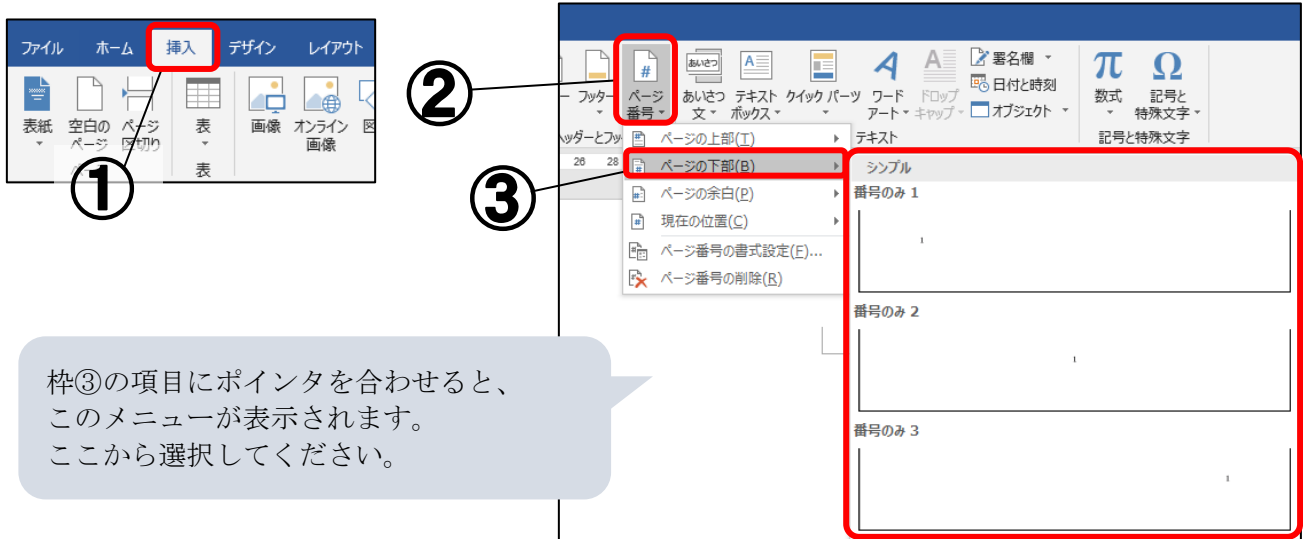 ファイル ホーム 挿入 デザイン レイアウト
表紙 空白の ページ 表 画像 オンライン 図
ページ 区切り 画像
表
①
②
フッター ページ あいさつ テキスト クイック パーツ ワード ドロップ 署名欄 数式 記号と
番号 文 ボックス アート キャップ 日付と時刻 特殊文字
オブジェクト
テキスト 記号と特殊文字
26 28
③
ページの上部(T)
ページの下部(B)
ページの余白(P)
現在の位置(C)
ページ番号の書式設定(F)...
ページ番号の削除(R)
シンプル
番号のみ 1
1
番号のみ 2
1
番号のみ 3
1
枠③の項目にポインタを合わせると、
このメニューが表示されます。
ここから選択してください。